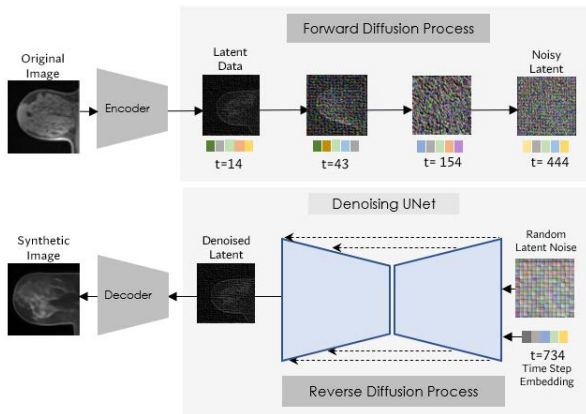 Forward Diffusion Process
Original
Image
Encoder
Latent
Data
Noisy
Latent
t=14
t=43
t= 154
t= 444
Denoising UNet
Synthetic
Image
Decoder
Denoised
Latent
Random
Latent Noise
t=734
Time Step
Embedding
Reverse Diffusion Process